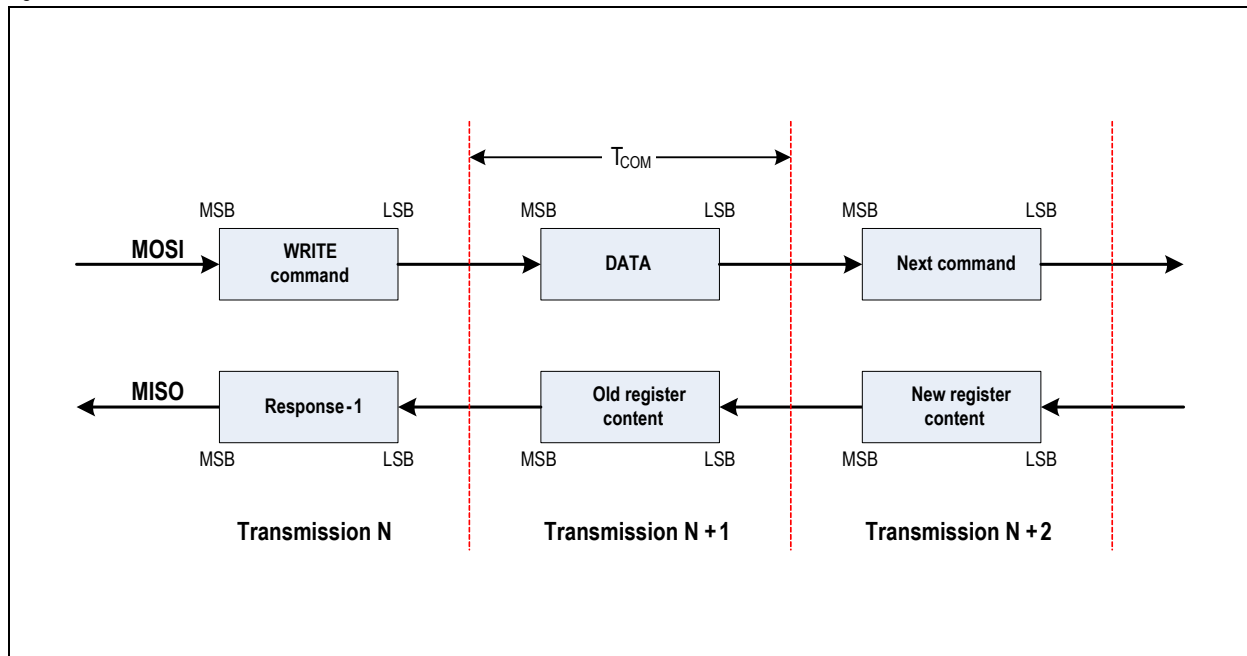 T_COM
MSB LSB MSB LSB MSB LSB
MOSI
WRITE
command
DATA
Next command
MISO
Response-1
Old register
content
New register
content
MSB LSB MSB LSB MSB LSB
Transmission N
Transmission N+1
Transmission N+2